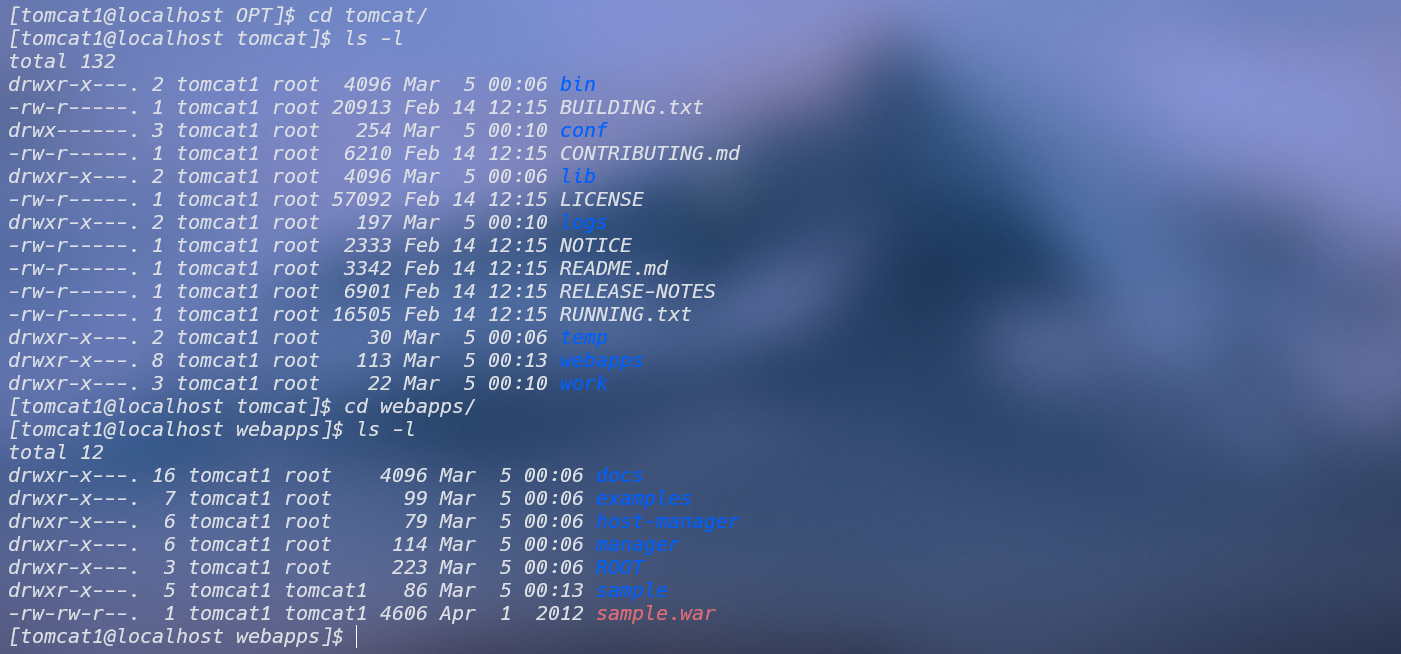 [tomcat1@localhost OPT]$ cd tomcat/
[tomcat1@localhost tomcat]$ ls -l
total 132
drwxr-x---. 2 tomcat1 root  4096 Mar  5 00:06 bin
-rw-r-----. 1 tomcat1 root 20913 Feb 14 12:15 BUILDING.txt
drwx------. 3 tomcat1 root   254 Mar  5 00:10 conf
-rw-r-----. 1 tomcat1 root  6210 Feb 14 12:15 CONTRIBUTING.md
drwxr-x---. 2 tomcat1 root  4096 Mar  5 00:06 lib
-rw-r-----. 1 tomcat1 root 57092 Feb 14 12:15 LICENSE
drwxr-x---. 2 tomcat1 root   197 Mar  5 00:10 logs
-rw-r-----. 1 tomcat1 root  2333 Feb 14 12:15 NOTICE
-rw-r-----. 1 tomcat1 root  3342 Feb 14 12:15 README.md
-rw-r-----. 1 tomcat1 root  6901 Feb 14 12:15 RELEASE-NOTES
-rw-r-----. 1 tomcat1 root 16505 Feb 14 12:15 RUNNING.txt
drwxr-x---. 2 tomcat1 root    30 Mar  5 00:06 temp
drwxr-x---. 8 tomcat1 root   113 Mar  5 00:13 webapps
drwxr-x---. 3 tomcat1 root    22 Mar  5 00:10 work
[tomcat1@localhost tomcat]$ cd webapps/
[tomcat1@localhost webapps]$ ls -l
total 12
drwxr-x---. 16 tomcat1 root    4096 Mar  5 00:06 docs
drwxr-x---.  7 tomcat1 root      99 Mar  5 00:06 examples
drwxr-x---.  6 tomcat1 root      79 Mar  5 00:06 host-manager
drwxr-x---.  6 tomcat1 root     114 Mar  5 00:06 manager
drwxr-x---.  3 tomcat1 root     223 Mar  5 00:06 ROOT
drwxr-x---.  5 tomcat1 tomcat1   86 Mar  5 00:13 sample
-rw-rw-r--.  1 tomcat1 tomcat1 4606 Apr  1  2012 sample.war
[tomcat1@localhost webapps]$